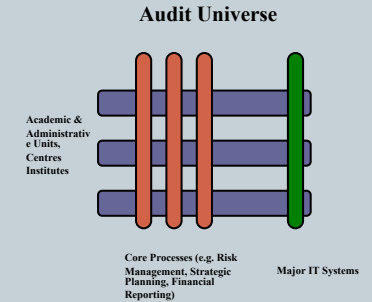 Audit Universe
Academic &
Administrativ
e Units,
Centres
Institutes
Core Processes (e.g. Risk
Management, Strategic
Planning, Financial
Reporting)
Major IT Systems